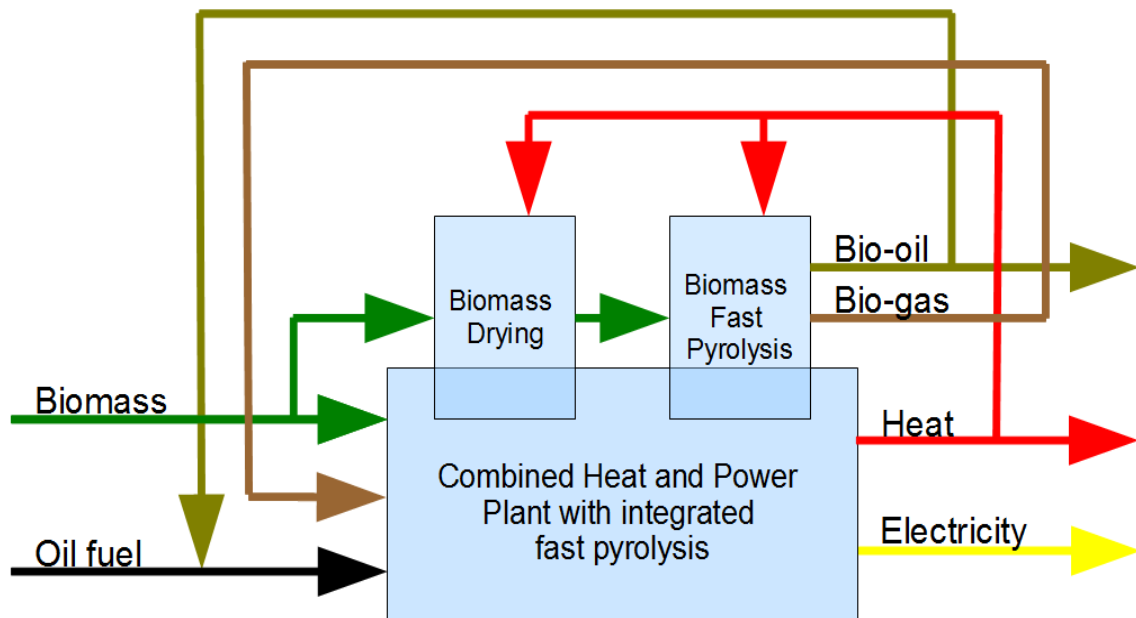 Bio-oil
Biomass
Drying
Biomass
Fast
Pyrolysis
Bio-gas
Biomass
Heat
Combined Heat and Power
Plant with integrated
fast pyrolysis
Oil fuel
Electricity